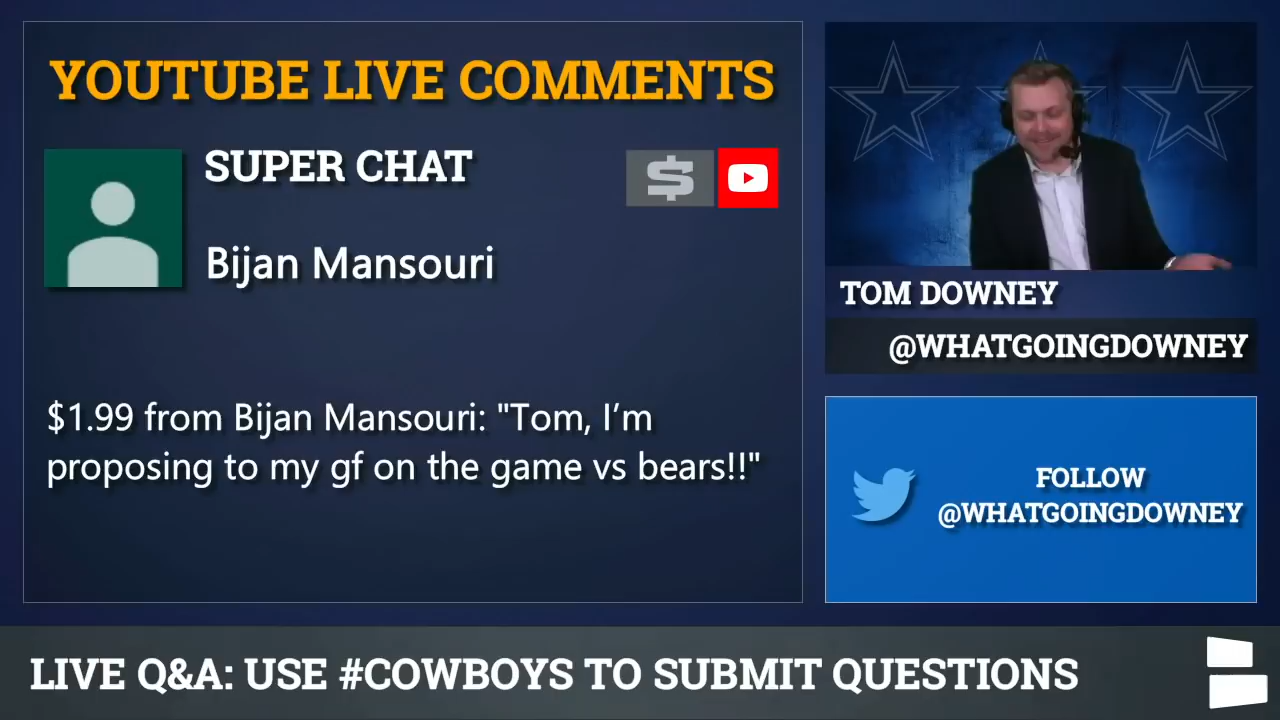 YOUTUBE LIVE COMMENTS
SUPER CHAT
Bijan Mansouri
$1.99 from Bijan Mansouri: "Tom, I’m
proposing to my gf on the game vs bears!!"
TOM DOWNEY
@WHATGOINGDOWNEY
FOLLOW
@WHATGOINGDOWNEY
LIVE Q&A: USE #COWBOYS TO SUBMIT QUESTIONS